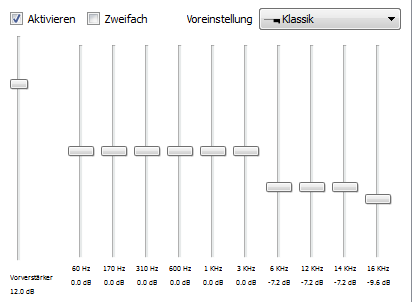 Aktivieren Zweifach Voreinstellung Klassik
60 Hz 170 Hz 310 Hz 600 Hz 1 KHz 3 KHz 6 KHz 12 KHz 14 KHz 16 KHz
Vorverstärker 0.0 dB 0.0 dB 0.0 dB 0.0 dB 0.0 dB 0.0 dB -7.2 dB -7.2 dB -7.2 dB -9.6 dB
12.0 dB